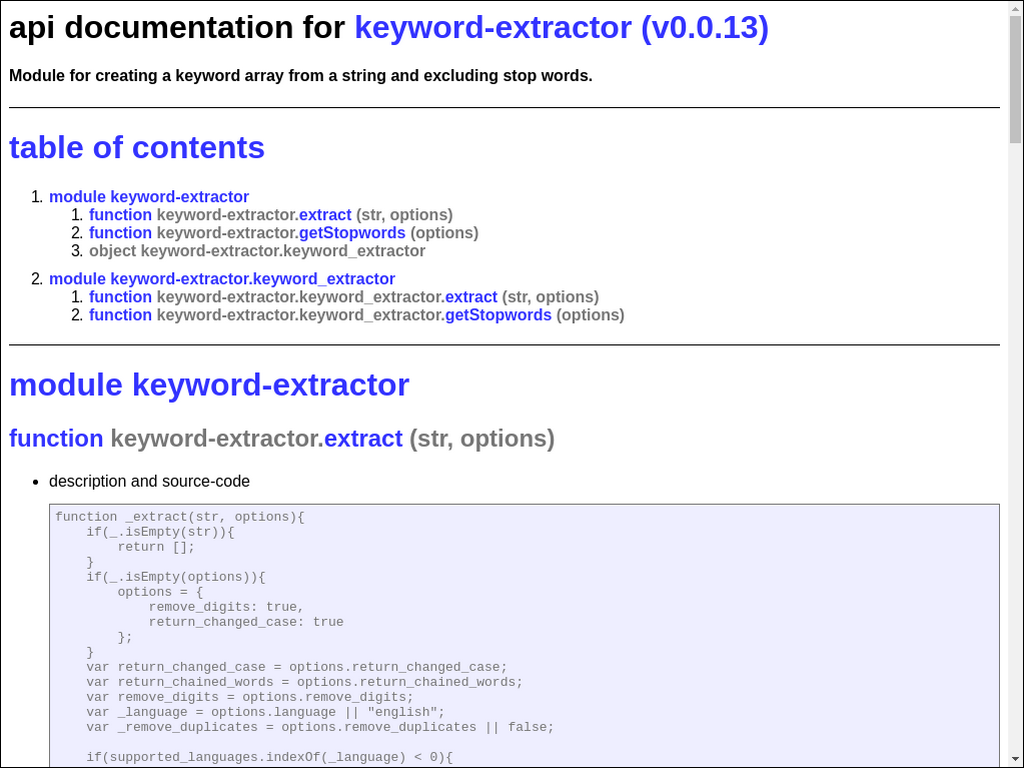 api documentation for keyword-extractor (v0.0.13)
Module for creating a keyword array from a string and excluding stop words.
table of contents
1. module keyword-extractor
1. function keyword-extractor.extract (str, options)
2. function keyword-extractor.getStopwords (options)
3. object keyword-extractor.keyword_extractor
2. module keyword-extractor.keyword_extractor
1. function keyword-extractor.keyword_extractor.extract (str, options)
2. function keyword-extractor.keyword_extractor.getStopwords (options)
module keyword-extractor
function keyword-extractor.extract (str, options)
• description and source-code
function _extract(str, options){
    if(_.isEmpty(str)){
        return [];
    }
    if(_.isEmpty(options)){
        options = {
            remove_digits: true,
            return_changed_case: true
        };
    }
    var return_changed_case = options.return_changed_case;
    var return_chained_words = options.return_chained_words;
    var remove_digits = options.remove_digits;
    var _language = options.language || "english";
    var _remove_duplicates = options.remove_duplicates || false;
    if(supported_languages.indexOf(_language) < 0){